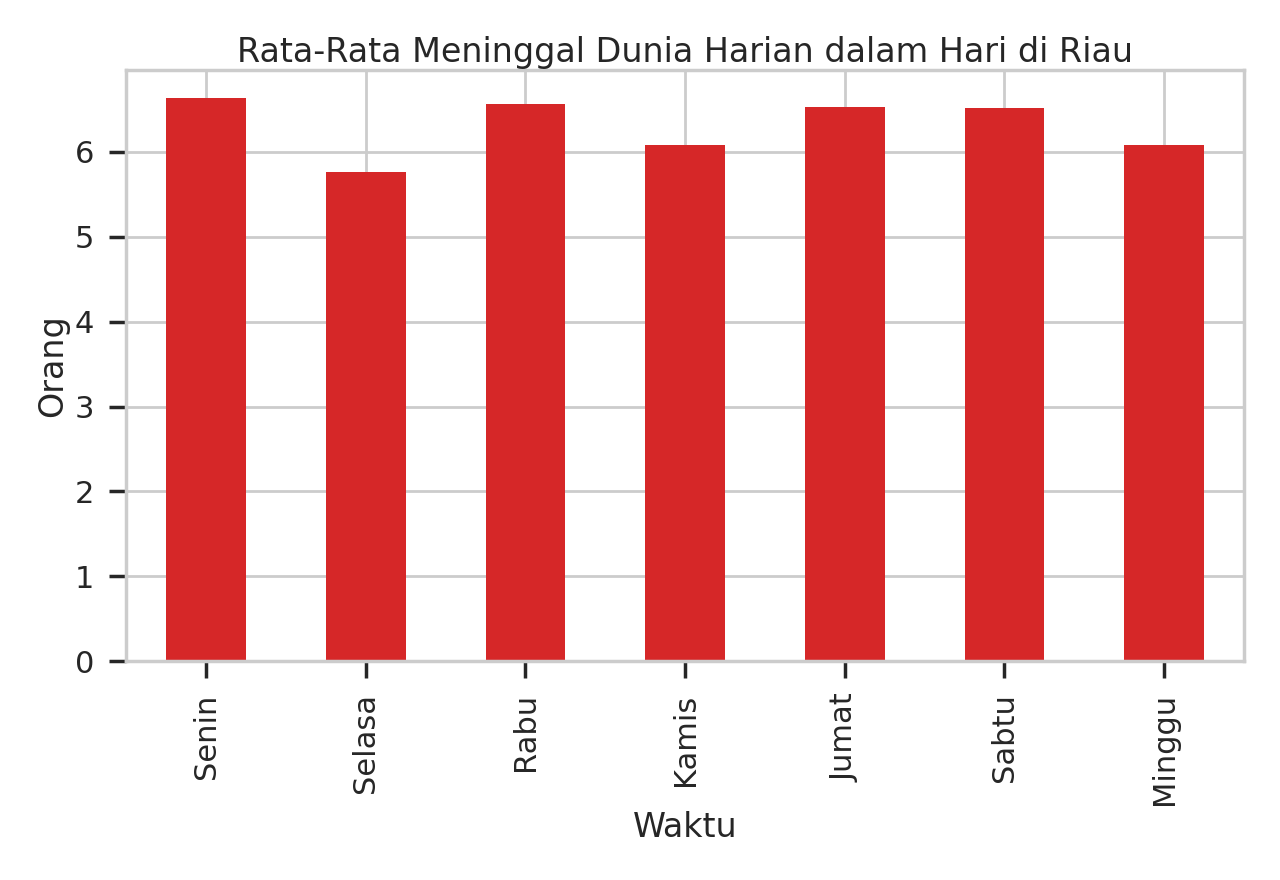 Rata-Rata Meninggal Dunia Harian dalam Hari di Riau
Orang
6
5
4
3
2
1
0
Senin
Selasa
Rabu
Kamis
Jumat
Sabtu
Minggu
Waktu